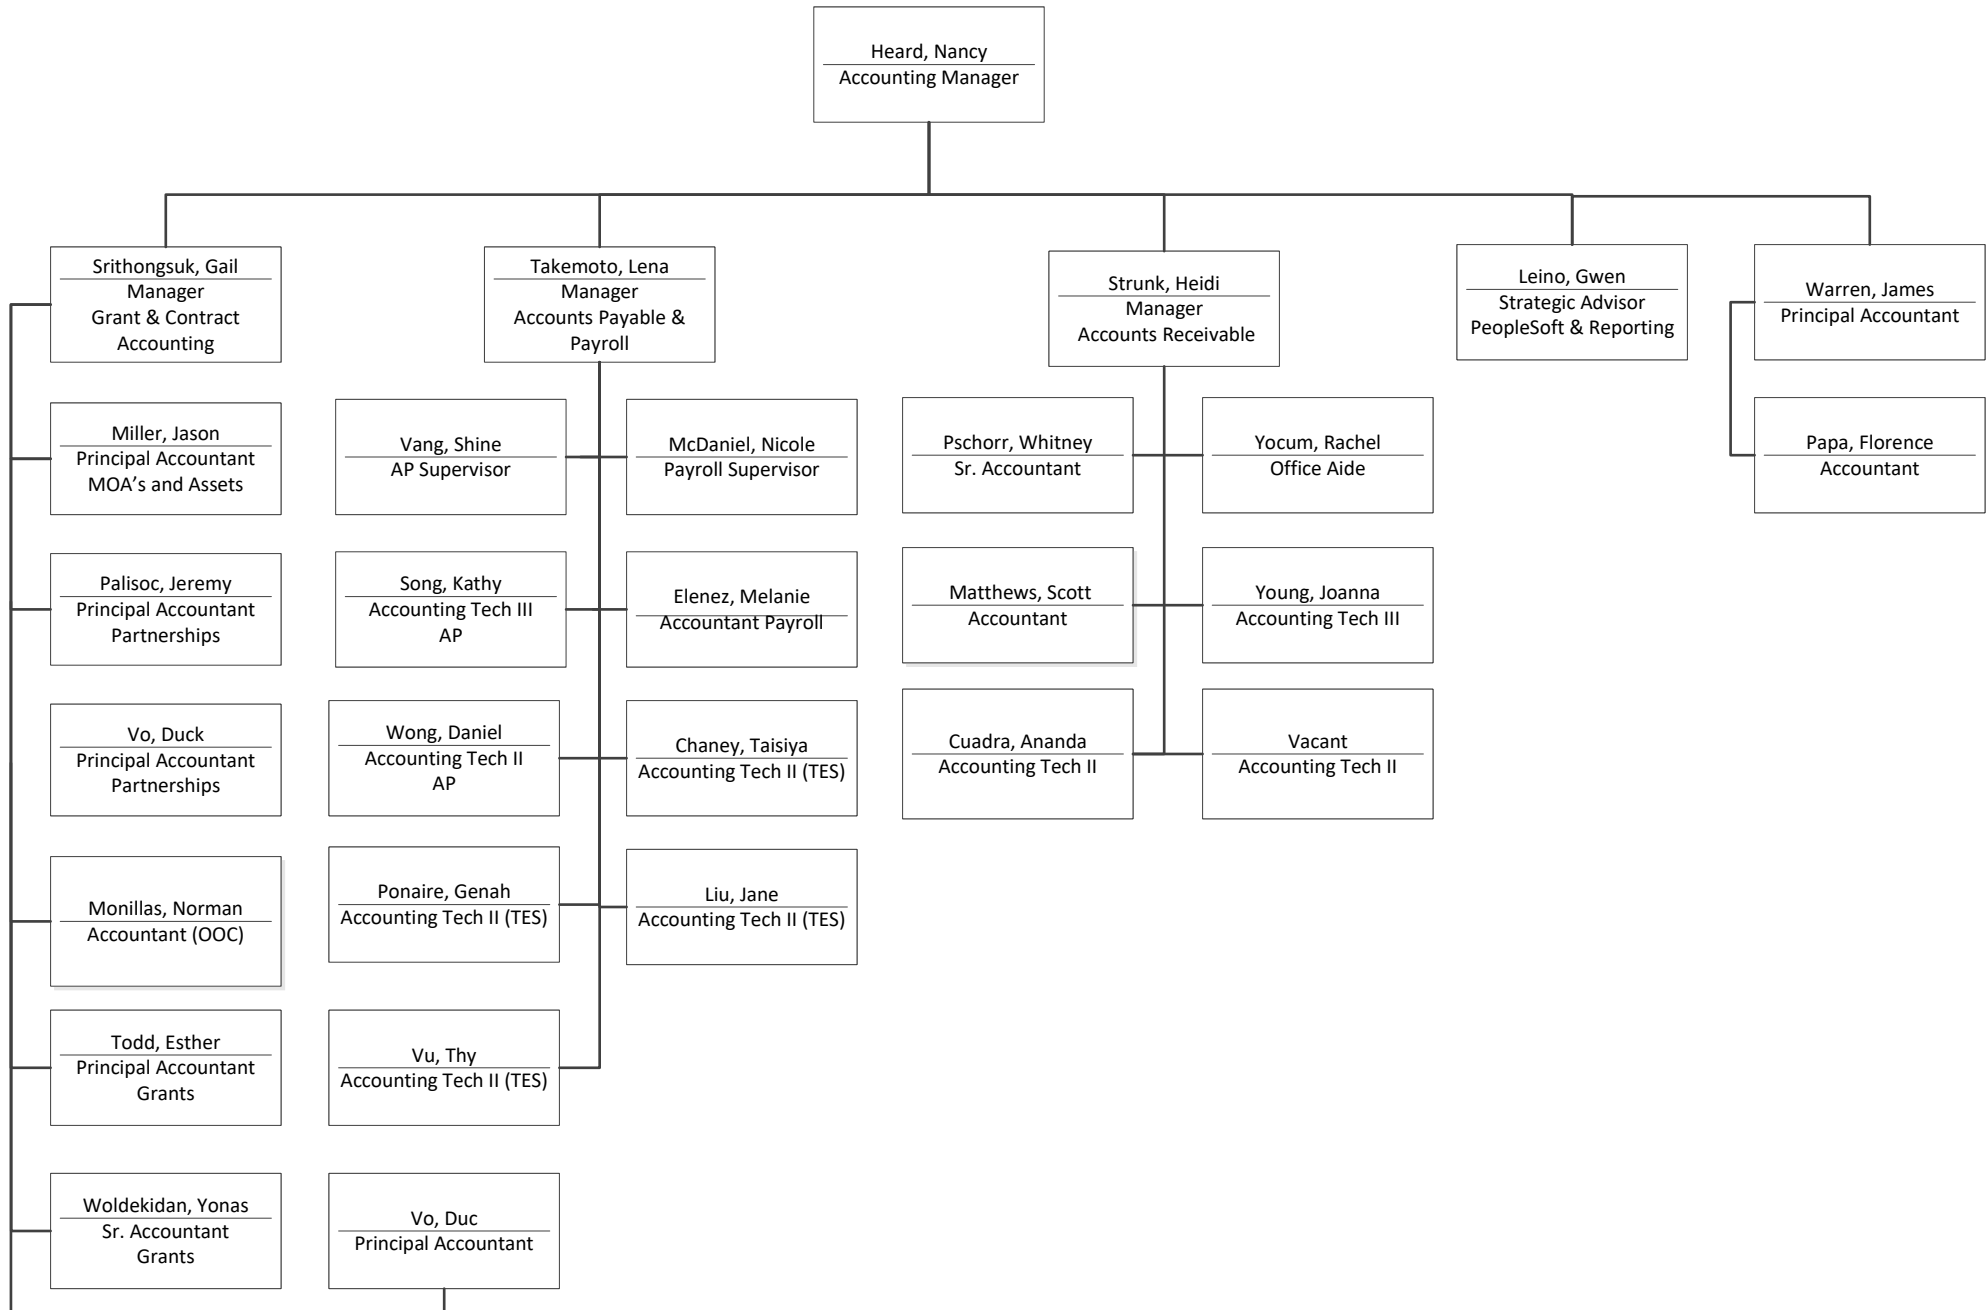 Heard, Nancy
Accounting Manager
Srithongsuk, Gail
Manager
Grant & Contract
Accounting
Takemoto, Lena
Manager
Accounts Payable &
Payroll
Strunk, Heidi
Manager
Accounts Receivable
Leino, Gwen
Strategic Advisor
PeopleSoft & Reporting
Warren, James
Principal Accountant
Miller, Jason
Principal Accountant
MOA’s and Assets
Vang, Shine
AP Supervisor
McDaniel, Nicole
Payroll Supervisor
Pschorr, Whitney
Sr. Accountant
Yocum, Rachel
Office Aide
Papa, Florence
Accountant
Palisoc, Jeremy
Principal Accountant
Partnerships
Song, Kathy
Accounting Tech III
AP
Elenez, Melanie
Accountant Payroll
Matthews, Scott
Accountant
Young, Joanna
Accounting Tech III
Vo, Duck
Principal Accountant
Partnerships
Wong, Daniel
Accounting Tech II
AP
Chaney, Taisiya
Accounting Tech II (TES)
Cuadra, Ananda
Accounting Tech II
Vacant
Accounting Tech II
Monillas, Norman
Accountant (OOC)
Ponaire, Genah
Accounting Tech II (TES)
Liu, Jane
Accounting Tech II (TES)
Todd, Esther
Principal Accountant
Grants
Vu, Thy
Accounting Tech II (TES)
Woldekidan, Yonas
Sr. Accountant
Grants
Vo, Duc
Principal Accountant